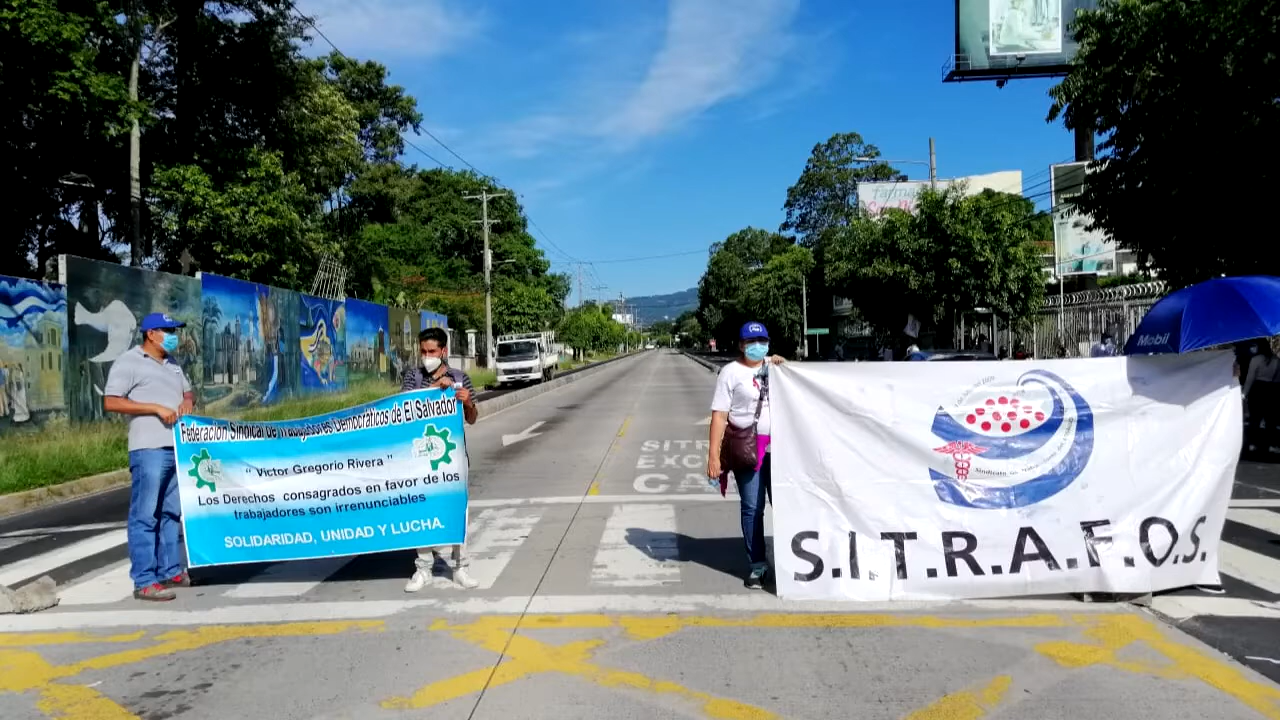 Federación Sindical de Trabajadores Democráticos de El Salvador
" Victor Gregorio Rivera "
Los Derechos consagrados en favor de los
trabajadores son irrenunciables
SOLIDARIDAD, UNIDAD Y LUCHA.
S.I.T.R.A.F.O.S.
Mobil
SITR
EXC
farma